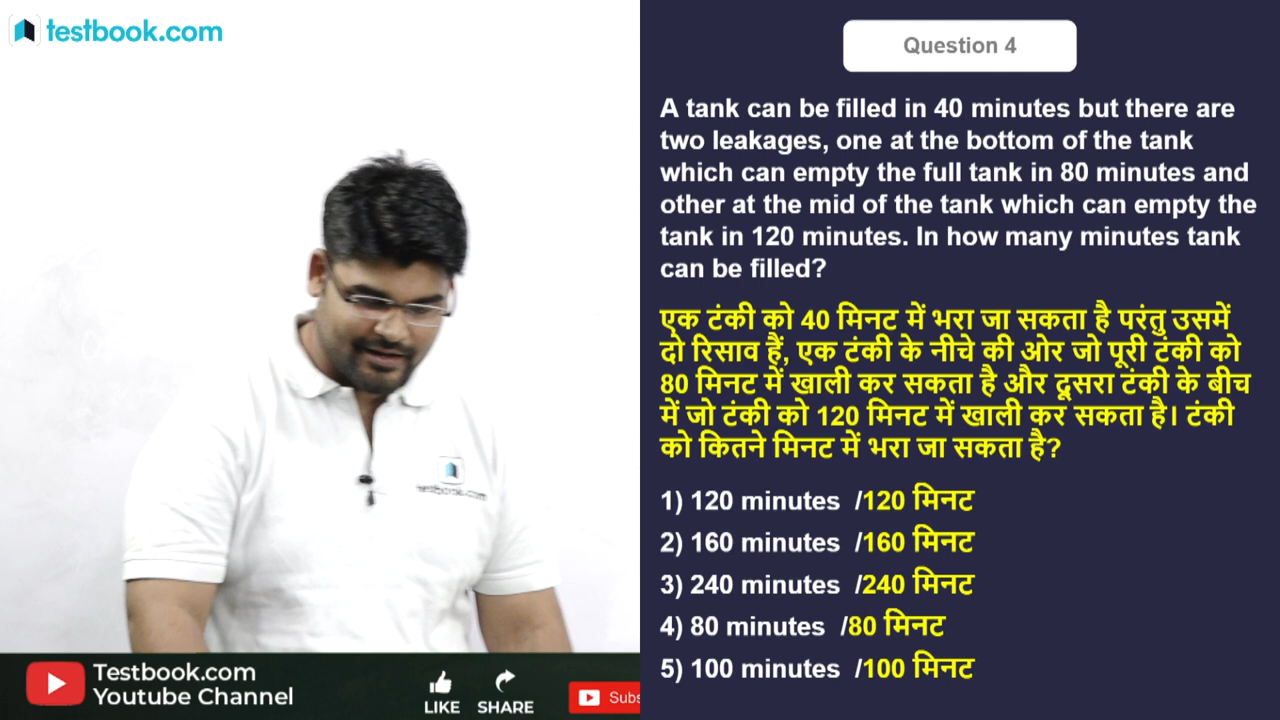 testbook.com
Question 4
A tank can be filled in 40 minutes but there are
two leakages, one at the bottom of the tank
which can empty the full tank in 80 minutes and
other at the mid of the tank which can empty the
tank in 120 minutes. In how many minutes tank
can be filled?
एक टंकी को 40 मिनट में भरा जा सकता है परंतु उसमें
दो रिसाव हैं, एक टंकी के नीचे की ओर जो पूरी टंकी को
80 मिनट में खाली कर सकता है और दूसरा टंकी के बीच
में जो टंकी को 120 मिनट में खाली कर सकता है। टंकी
को कितने मिनट में भरा जा सकता है?
1) 120 minutes /120 मिनट
2) 160 minutes /160 मिनट
3) 240 minutes /240 मिनट
4) 80 minutes /80 मिनट
5) 100 minutes /100 मिनट
testbook.com
Testbook.com
Youtube Channel
LIKE
SHARE
Subs